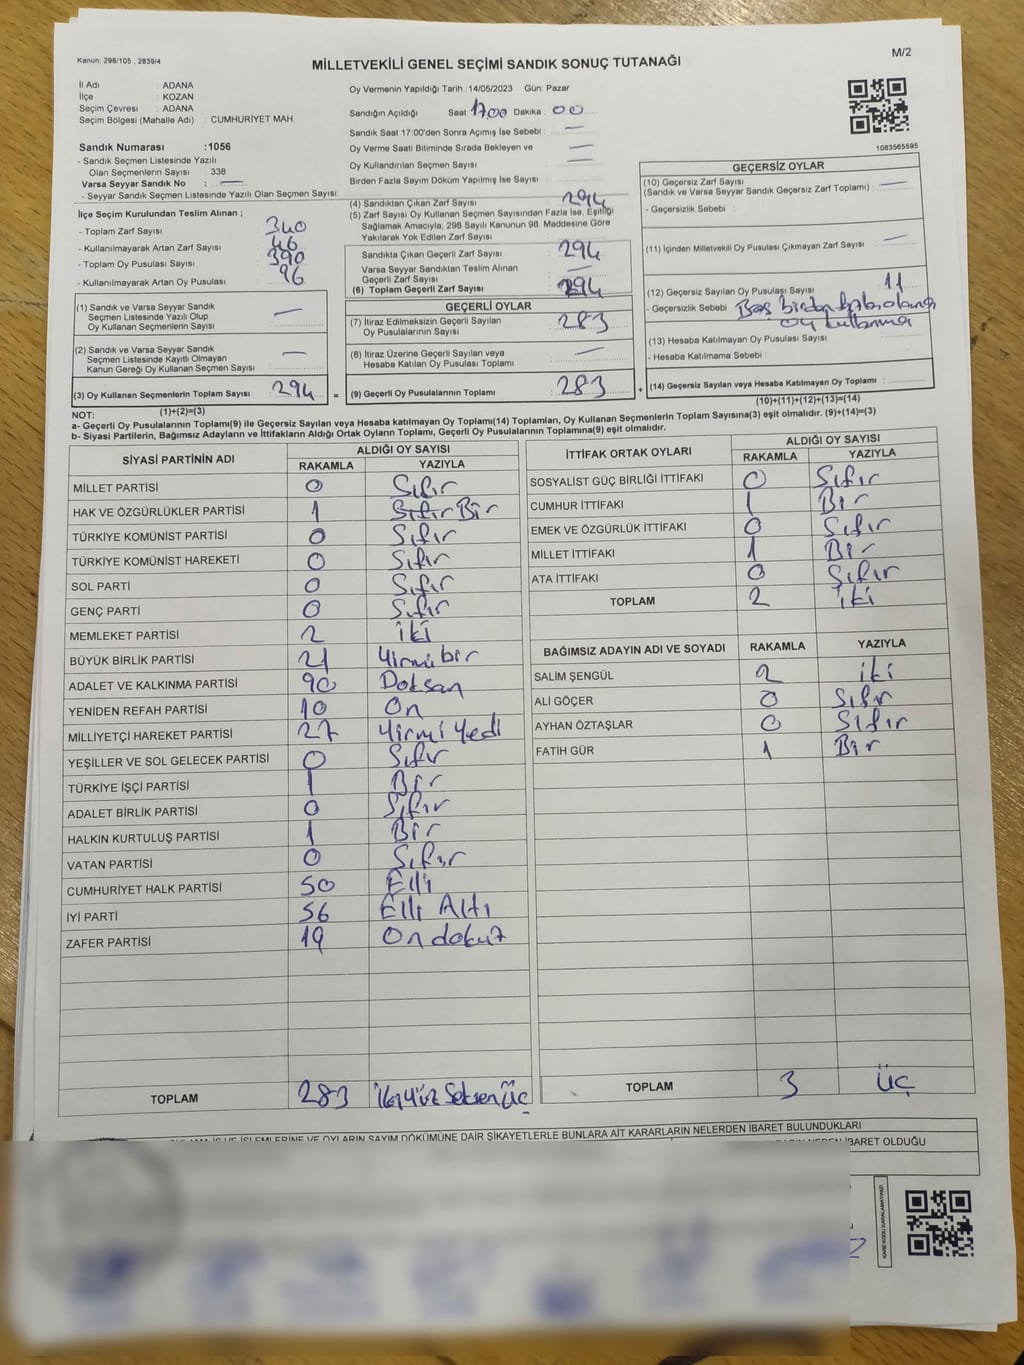 Kanun; 298/105 , 2839/4
M/2
MİLLETVEKİLİ GENEL SEÇİMİ SANDIK SONUÇ TUTANAĞI
İl Adı : ADANA
İlçe : KOZAN
Seçim Çevresi : ADANA
Seçim Bölgesi (Mahalle Adı) : CUMHURİYET MAH.
Sandık Numarası :1056
- Sandık Seçmen Listesinde Yazılı
Olan Seçmenlerin Sayısı : 338
Varsa Seyyar Sandık No : —
- Seyyar Sandık Seçmen Listesinde Yazılı Olan Seçmen Sayısı
Oy Vermenin Yapıldığı Tarih :14/05/2023 Gün: Pazar
Sandığın Açıldığı Saat 17.00 Dakika : 00
Sandık Saat 17:00'den Sonra Açımış İse Sebebi : —
Oy Verme Saati Bitiminde Sırada Bekleyen ve —
Oy Kullandırılan Seçmen Sayısı : —
Birden Fazla Sayım Döküm Yapılmış İse Sayısı :
1083565595
İlçe Seçim Kurulundan Teslim Alınan ;
- Toplam Zarf Sayısı : 340
- Kullanılmayarak Artan Zarf Sayısı : 46
- Toplam Oy Pusulası Sayısı : 390
- Kullanılmayarak Artan Oy Pusulası : 96
(1) Sandık ve Varsa Seyyar Sandık
Seçmen Listesinde Yazılı Olup
Oy Kullanan Seçmenlerin Sayısı —
(2) Sandık ve Varsa Seyyar Sandık
Seçmen Listesinde Kayıtlı Olmayan
Kanun Gereği Oy Kullanan Seçmen Sayısı —
(3) Oy Kullanan Seçmenlerin Toplam Sayısı 294
(1)+(2)=(3)
(4) Sandıktan Çıkan Zarf Sayısı : 294
(5) Zarf Sayısı Oy Kullanan Seçmen Sayısından Fazla İse, Eşitliği
Sağlamak Amacıyla; 298 Sayılı Kanunun 98. Maddesine Göre
Yakılarak Yok Edilen Zarf Sayısı :
Sandıkta Çıkan Geçerli Zarf Sayısı : 294
Varsa Seyyar Sandıktan Teslim Alınan
Geçerli Zarf Sayısı : —
(6) Toplam Geçerli Zarf Sayısı : 294
GEÇERLİ OYLAR
(7) İtiraz Edilmeksizin Geçerli Sayılan
Oy Pusulalarının Sayısı : 283
(8) İtiraz Üzerine Geçerli Sayılan veya
Hesaba Katılan Oy Pusulası Toplamı : —
= (9) Geçerli Oy Pusulalarının Toplamı : 283 +
GEÇERSİZ OYLAR
(10) Geçersiz Zarf Sayısı
(Sandık ve Varsa Seyyar Sandık Geçersiz Zarf Toplamı) : —
- Geçersizlik Sebebi :
(11) İçinden Milletvekili Oy Pusulası Çıkmayan Zarf Sayısı : —
(12) Geçersiz Sayılan Oy Pusulası Sayısı : 11
- Geçersizlik Sebebi :
(13) Hesaba Katılmayan Oy Pusulası Sayısı :
- Hesaba Katılmama Sebebi :
(14) Geçersiz Sayılan veya Hesaba Katılmayan Oy Toplamı :
(10)+(11)+(12)+(13)=(14)
NOT:
a- Geçerli Oy Pusulalarının Toplamı(9) ile Geçersiz Sayılan veya Hesaba katılmayan Oy Toplamı(14) Toplamları, Oy Kullanan Seçmenlerin Toplam Sayısına(3) eşit olmalıdır. (9)+(14)=(3)
b- Siyasi Partilerin, Bağımsız Adayların ve İttifakların Aldığı Ortak Oyların Toplamı, Geçerli Oy Pusulalarının Toplamına(9) eşit olmalıdır.
SİYASİ PARTİNİN ADI ALDIĞI OY SAYISI
RAKAMLA YAZIYLA
MİLLET PARTİSİ 0 Sıfır
HAK VE ÖZGÜRLÜKLER PARTİSİ 1 Sıfır Bir
TÜRKİYE KOMÜNİST PARTİSİ 0 Sıfır
TÜRKİYE KOMÜNİST HAREKETİ 0 Sıfır
SOL PARTİ 0 Sıfır
GENÇ PARTİ 0 Sıfır
MEMLEKET PARTİSİ 2 iki
BÜYÜK BİRLİK PARTİSİ 21 Yirmi bir
ADALET VE KALKINMA PARTİSİ 90 Doksan
YENİDEN REFAH PARTİSİ 10 On
MİLLİYETÇİ HAREKET PARTİSİ 27 Yirmi Yedi
YEŞİLLER VE SOL GELECEK PARTİSİ 0 Sıfır
TÜRKİYE İŞÇİ PARTİSİ 1 Bir
ADALET BİRLİK PARTİSİ 0 Sıfır
HALKIN KURTULUŞ PARTİSİ 1 Bir
VATAN PARTİSİ 0 Sıfır
CUMHURİYET HALK PARTİSİ 50 Elli
İYİ PARTİ 56 Elli Altı
ZAFER PARTİSİ 19 On dokuz
TOPLAM 283 İkiyüz Seksen Üç
İTTİFAK ORTAK OYLARI ALDIĞI OY SAYISI
RAKAMLA YAZIYLA
SOSYALİST GÜÇ BİRLİĞİ İTTİFAKI 0 Sıfır
CUMHUR İTTİFAKI 1 Bir
EMEK VE ÖZGÜRLÜK İTTİFAKI 0 Sıfır
MİLLET İTTİFAKI 1 Bir
ATA İTTİFAKI 0 Sıfır
TOPLAM 2 İki
BAĞIMSIZ ADAYIN ADI VE SOYADI RAKAMLA YAZIYLA
SALİM ŞENGÜL 2 iki
ALİ GÖÇER 0 Sıfır
AYHAN ÖZTAŞLAR 0 Sıfır
FATİH GÜR 1 Bir
TOPLAM 3 Üç
İŞ VE İŞLEMLERİNE VE OYLARIN SAYIM DÖKÜMÜNE DAİR ŞİKAYETLERLE BUNLARA AİT KARARLARIN NELERDEN İBARET BULUNDUKLARI
İBARET OLDUĞU
KARE KODU KARALAMAYINIZ!